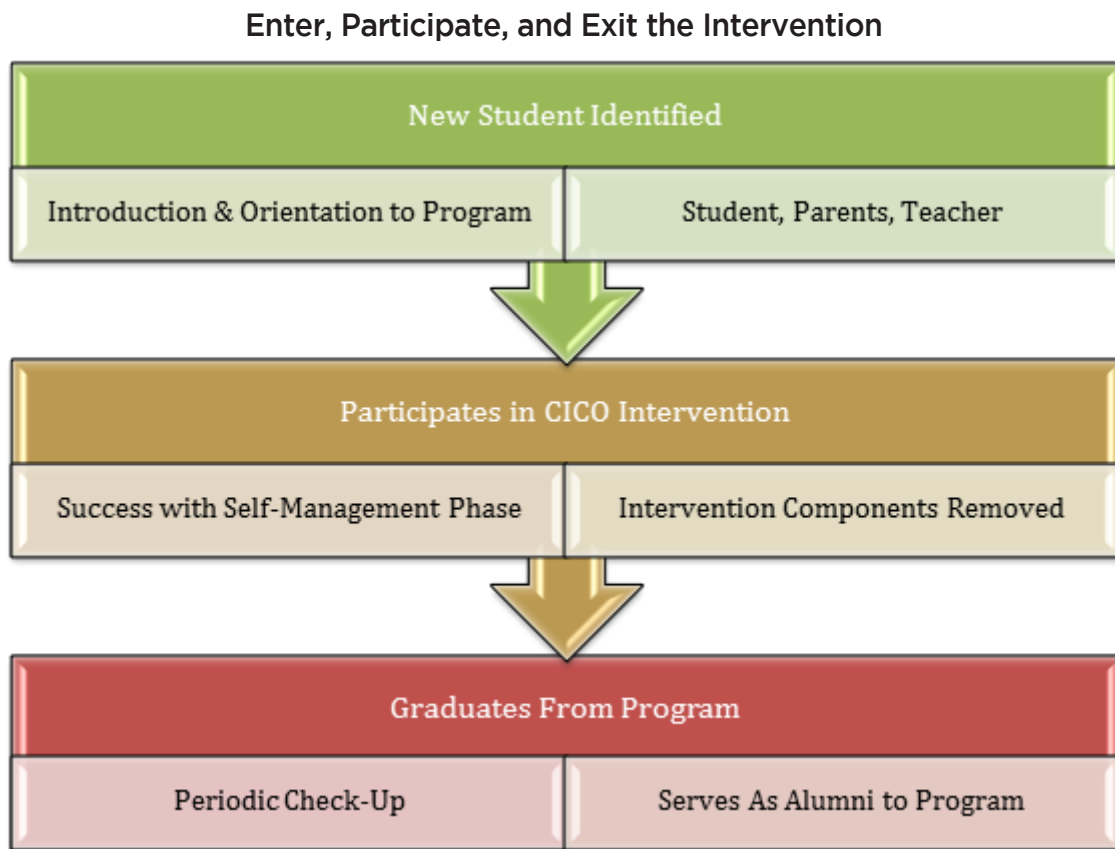 Enter, Participate, and Exit the Intervention
New Student Identified
Introduction & Orientation to Program
Student, Parents, Teacher
Participates in CICO Intervention
Success with Self-Management Phase
Intervention Components Removed
Graduates From Program
Periodic Check-Up
Serves As Alumni to Program